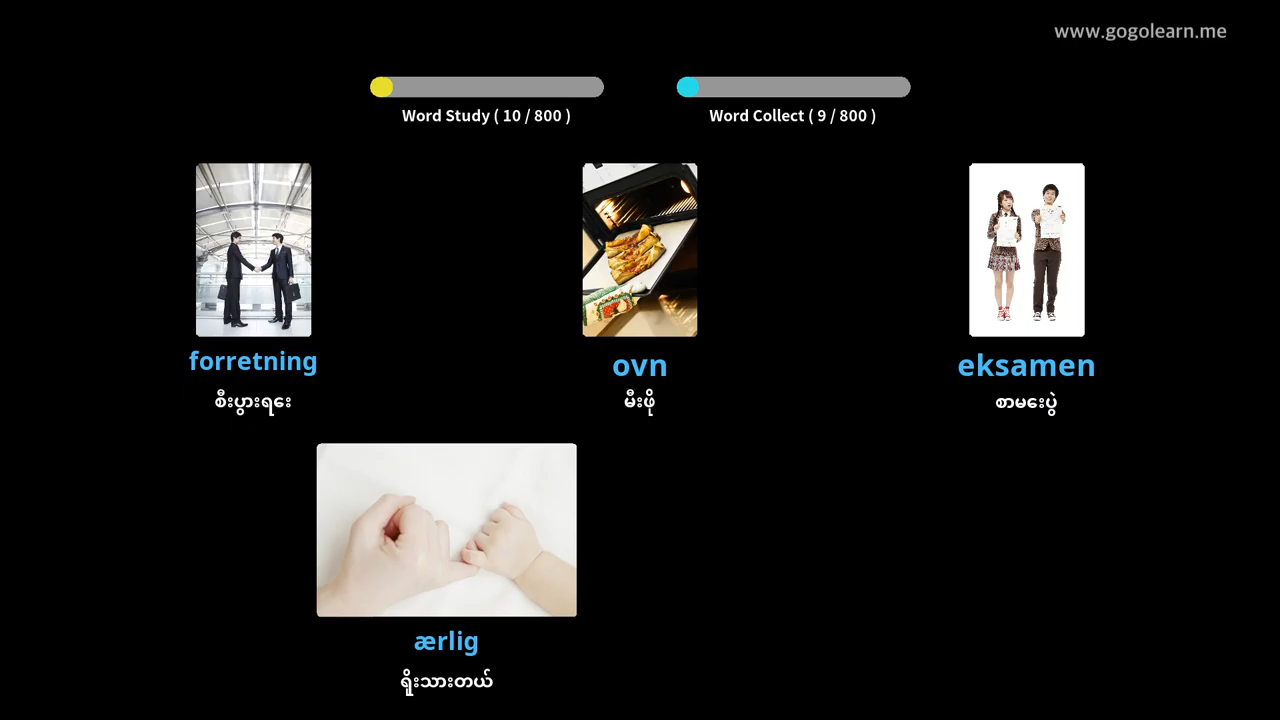 www.gogolearn.me
Word Study ( 10 / 800 )
Word Collect ( 9 / 800 )
forretning
စီးပွားရေး
ovn
မီးဖို
eksamen
စာမေးပွဲ
ærlig
ရိုးသားတယ်